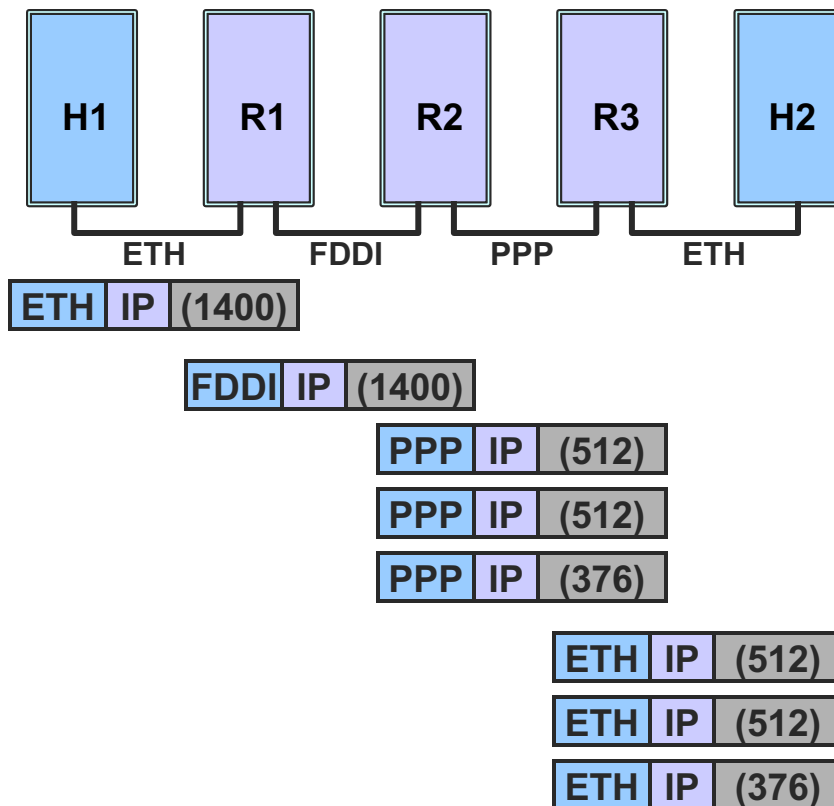 H1 R1 R2 R3 H2
ETH FDDI PPP ETH
ETH IP (1400)
FDDI IP (1400)
PPP IP (512)
PPP IP (512)
PPP IP (376)
ETH IP (512)
ETH IP (512)
ETH IP (376)